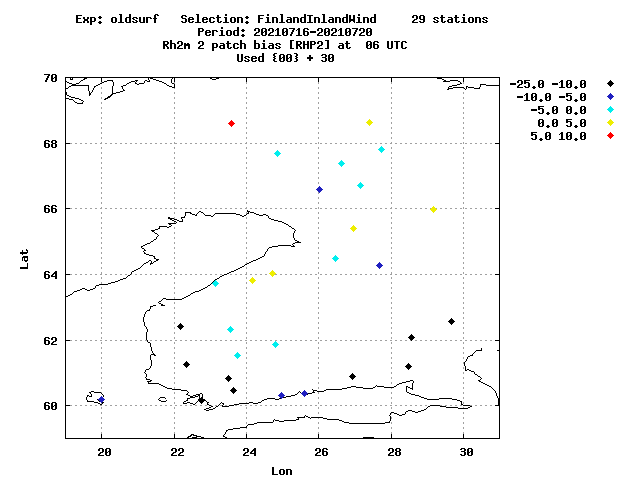 Exp: oldsurf   Selection: FinlandInlandWind     29 stations
Period: 20210716-20210720
Rh2m 2 patch bias [RHP2] at  06 UTC
Used {00} + 30
70
68
66
64
62
60
Lat
20 22 24 26 28 30
Lon
-25.0 -10.0
-10.0 -5.0
-5.0 0.0
0.0 5.0
5.0 10.0